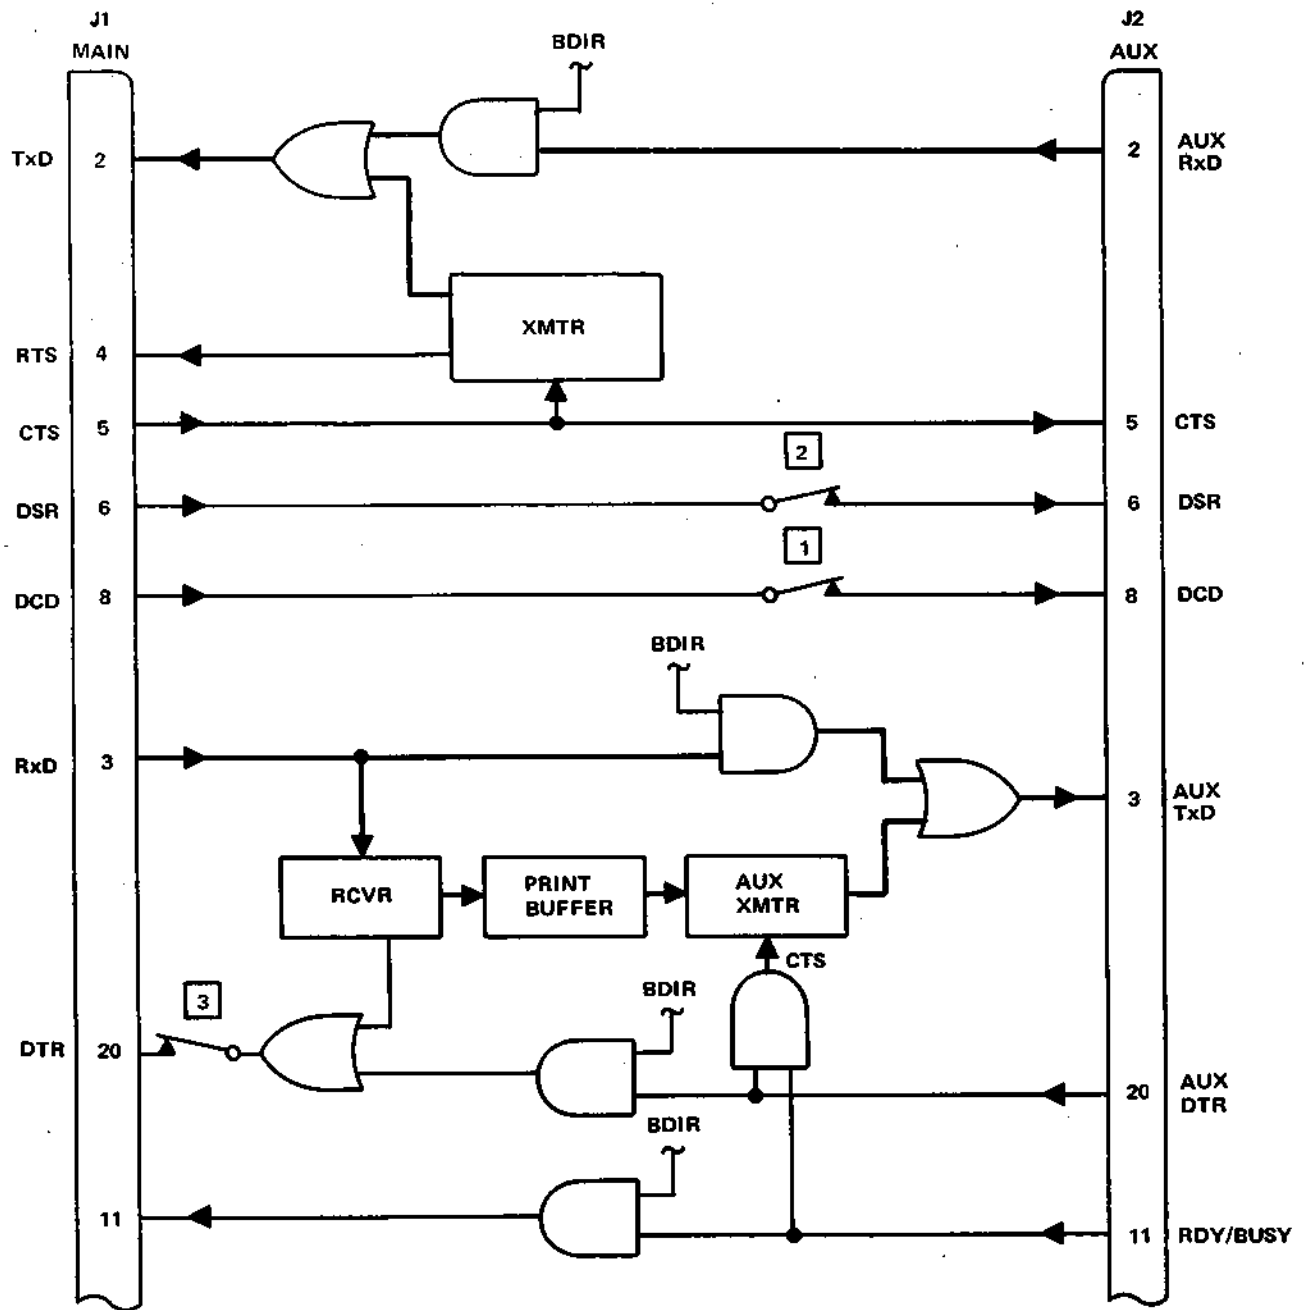 J1
MAIN
J2
AUX
BDIR
TxD
2
2
AUX
RxD
XMTR
RTS
4
CTS
5
5
CTS
2
DSR
6
6
DSR
1
DCD
8
8
DCD
BDIR
RxD
3
3
AUX
TxD
RCVR
PRINT
BUFFER
AUX
XMTR
CTS
3
BDIR
DTR
20
20
AUX
DTR
BDIR
11
11
RDY/BUSY